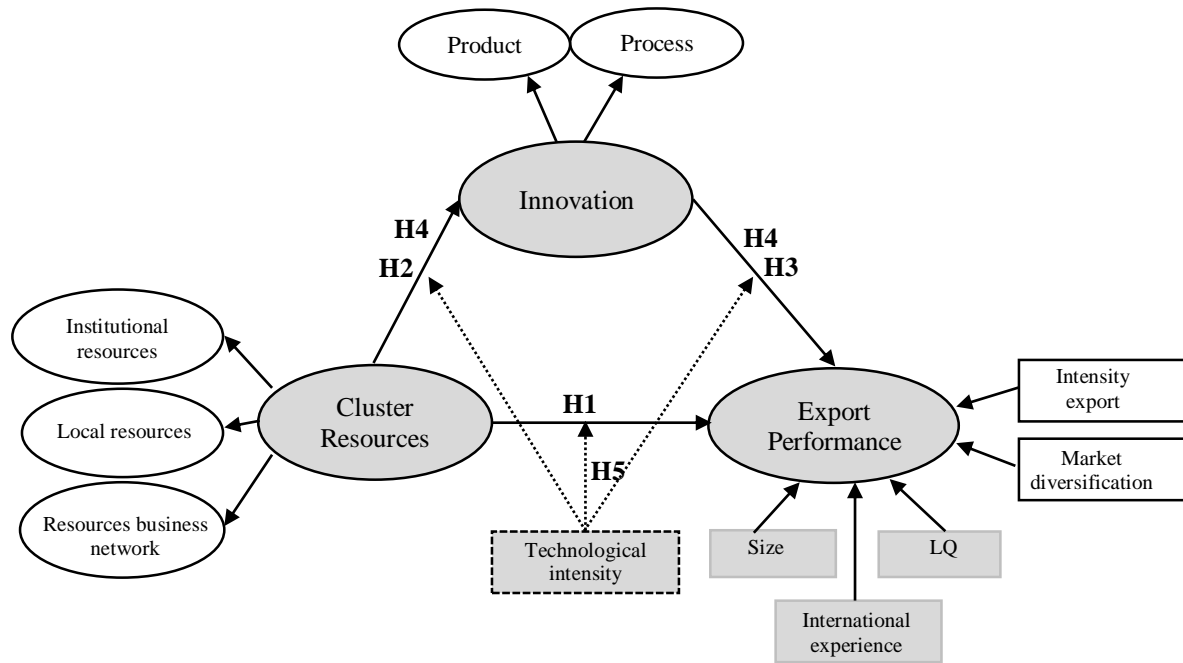 Product
Process
Innovation
H4
H2
H4
H3
Institutional
resources
Local resources
Resources business
network
Cluster
Resources
H1
H5
Export
Performance
Intensity
export
Market
diversification
Technological
intensity
Size
LQ
International
experience